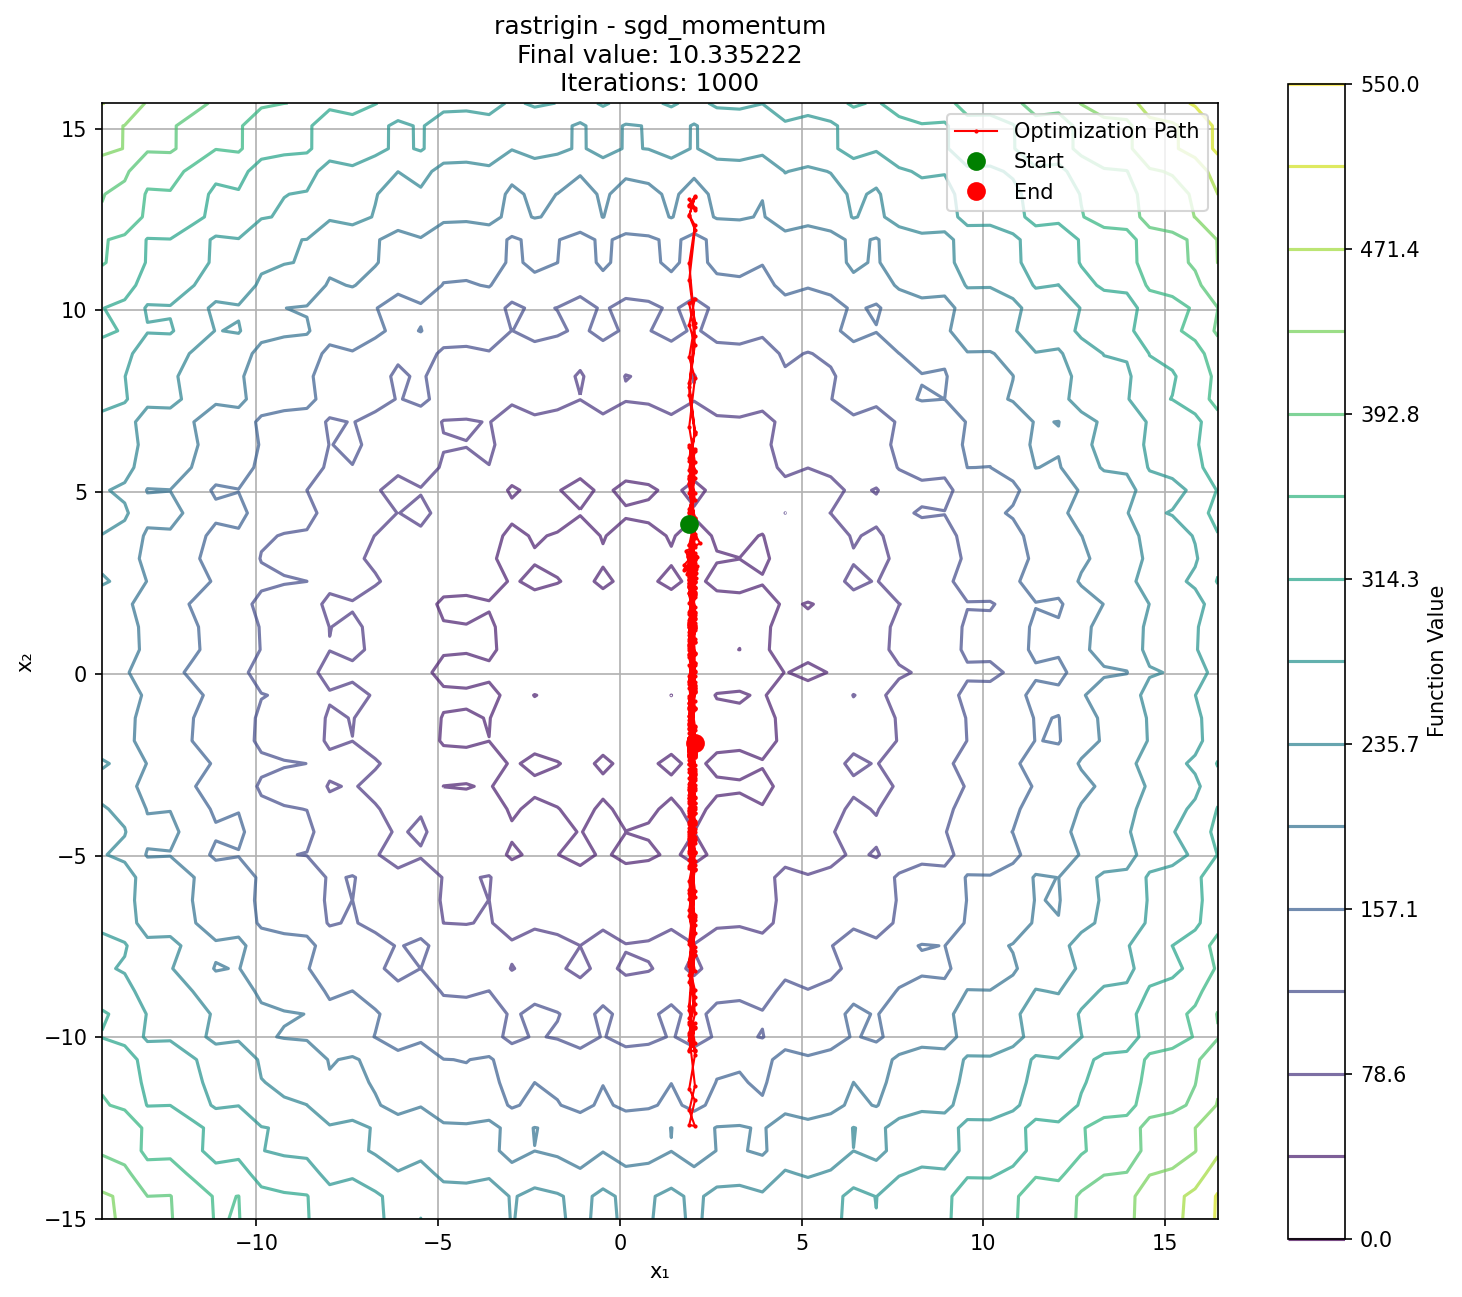 rastrigin - sgd_momentum
Final value: 10.335222
Iterations: 1000
Optimization Path
Start
End
15
10
5
0
−5
−10
−15
−10
−5
0
5
10
15
x₁
x₂
550.0
471.4
392.8
314.3
235.7
157.1
78.6
0.0
Function Value